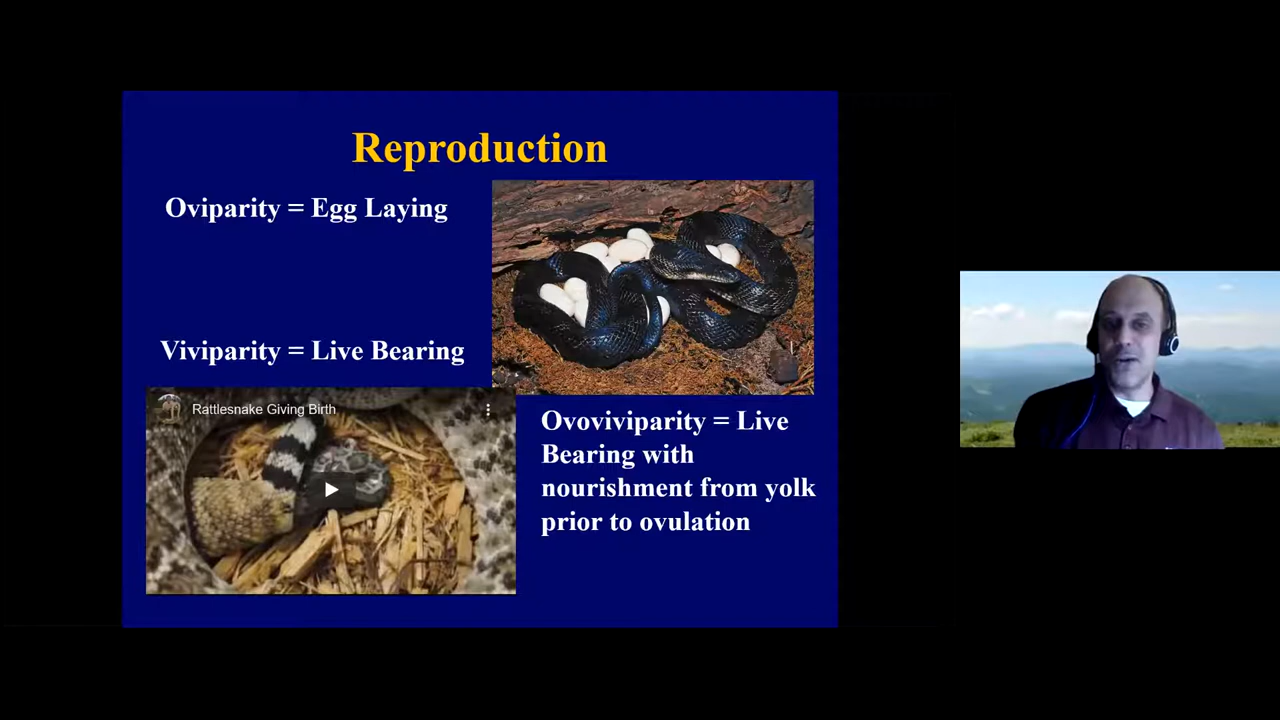 Reproduction
Oviparity = Egg Laying
Viviparity = Live Bearing
Rattlesnake Giving Birth
Ovoviviparity = Live
Bearing with
nourishment from yolk
prior to ovulation